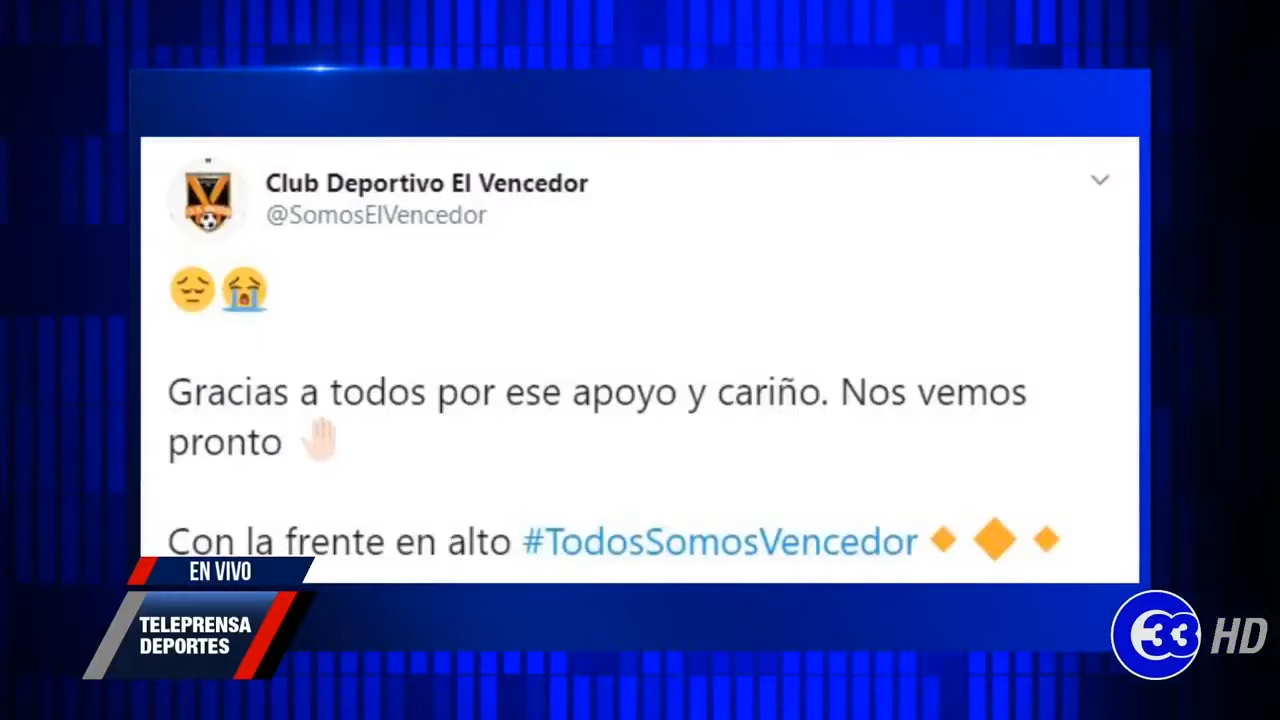 Club Deportivo El Vencedor
@SomosElVencedor
Gracias a todos por ese apoyo y cariño. Nos vemos
pronto
Con la frente en alto #TodosSomosVencedor
EN VIVO
TELEPRENSA
DEPORTES
33 HD